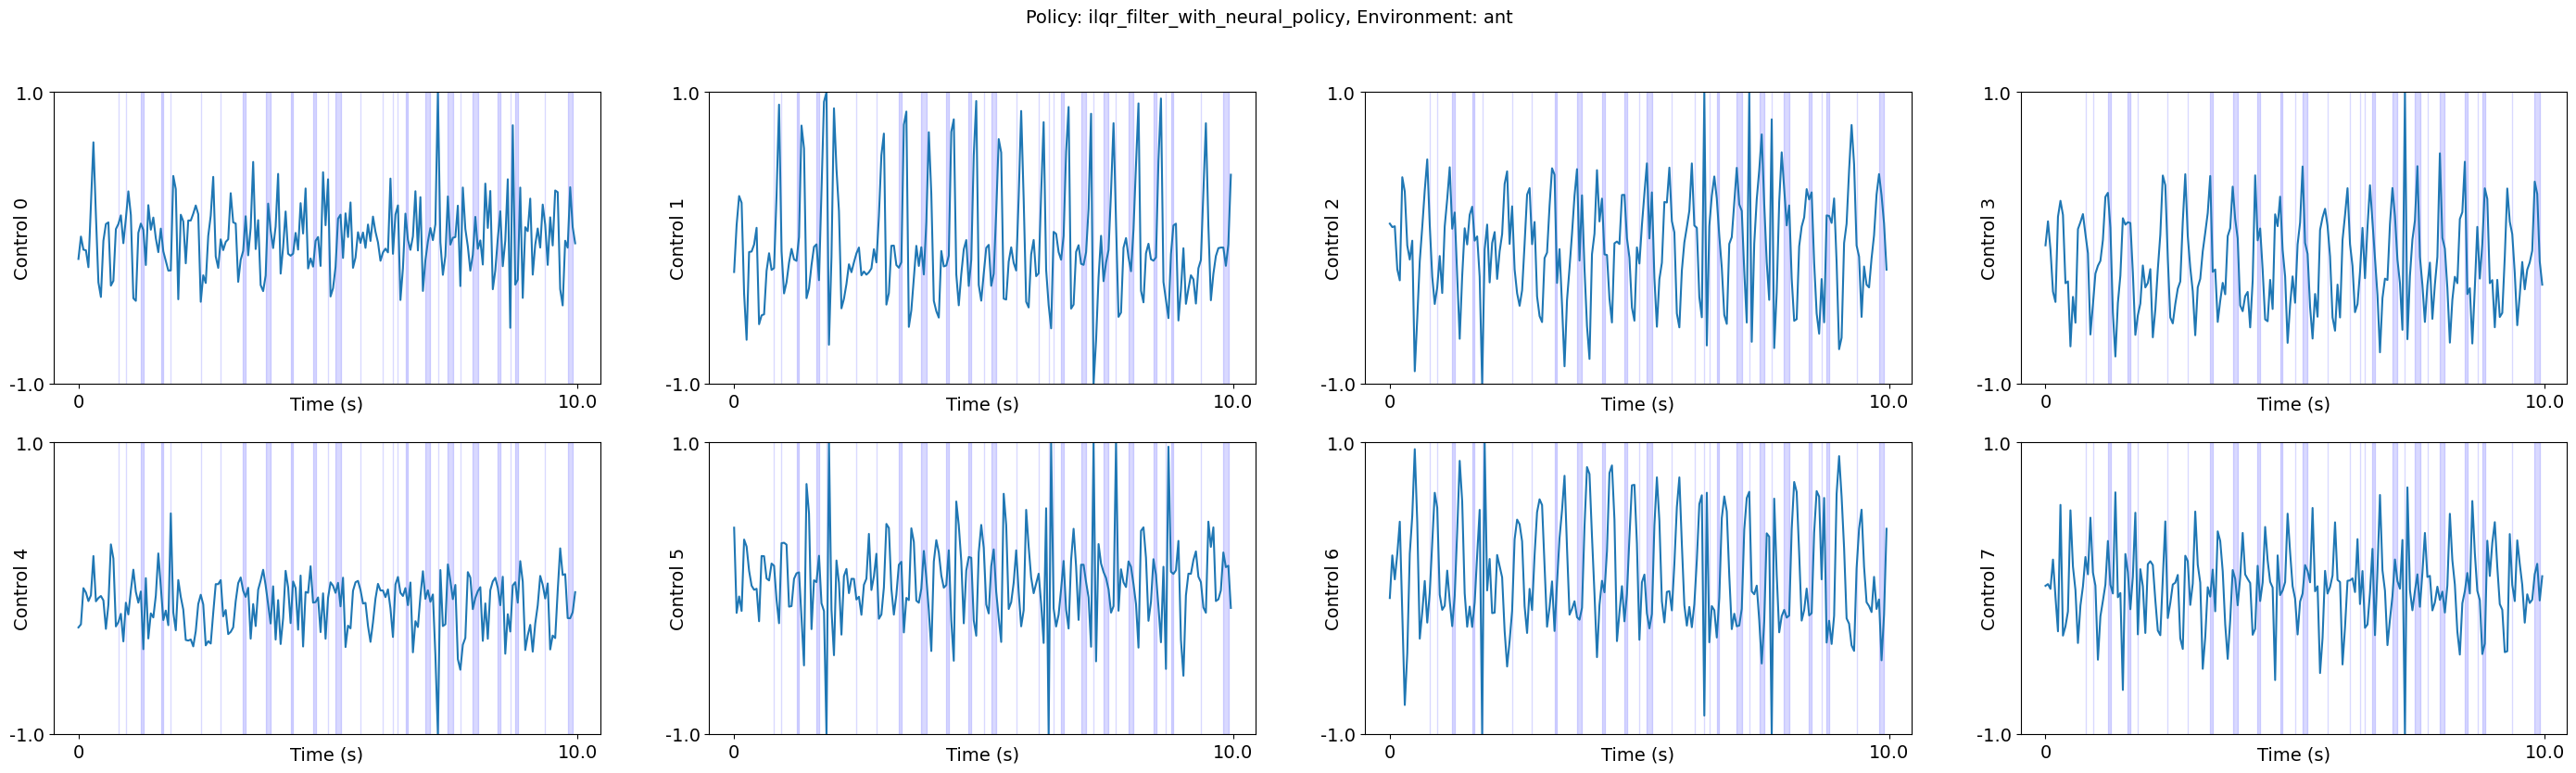 Policy: ilqr_filter_with_neural_policy, Environment: ant
1.0
Control 0
-1.0
0
Time (s)
10.0
1.0
Control 1
-1.0
0
Time (s)
10.0
1.0
Control 2
-1.0
0
Time (s)
10.0
1.0
Control 3
-1.0
0
Time (s)
10.0
1.0
Control 4
-1.0
0
Time (s)
10.0
1.0
Control 5
-1.0
0
Time (s)
10.0
1.0
Control 6
-1.0
0
Time (s)
10.0
1.0
Control 7
-1.0
0
Time (s)
10.0